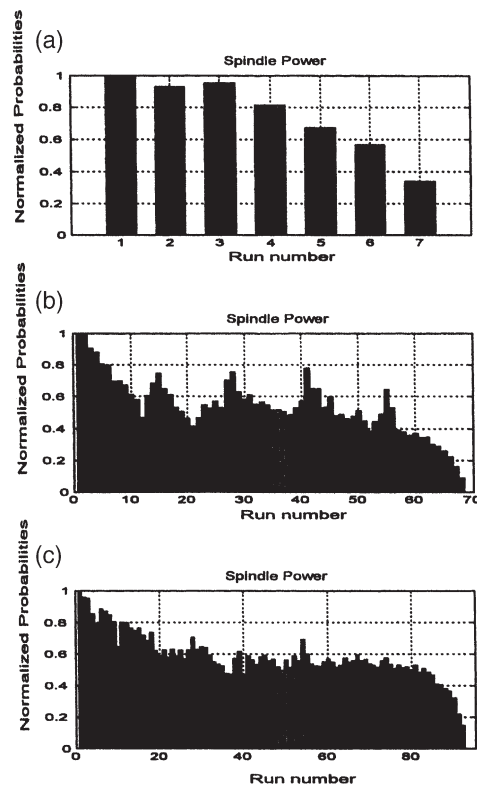 (a)
Spindle Power
Normalized Probabilities
1
0.8
0.6
0.4
0.2
0
1 2 3 4 5 6 7
Run number
(b)
Spindle Power
Normalized Probabilities
1
0.8
0.6
0.4
0.2
0
0 10 20 30 40 50 60 70
Run number
(c)
Spindle Power
Normalized Probabilities
1
0.8
0.6
0.4
0.2
0
0 20 40 60 80
Run number